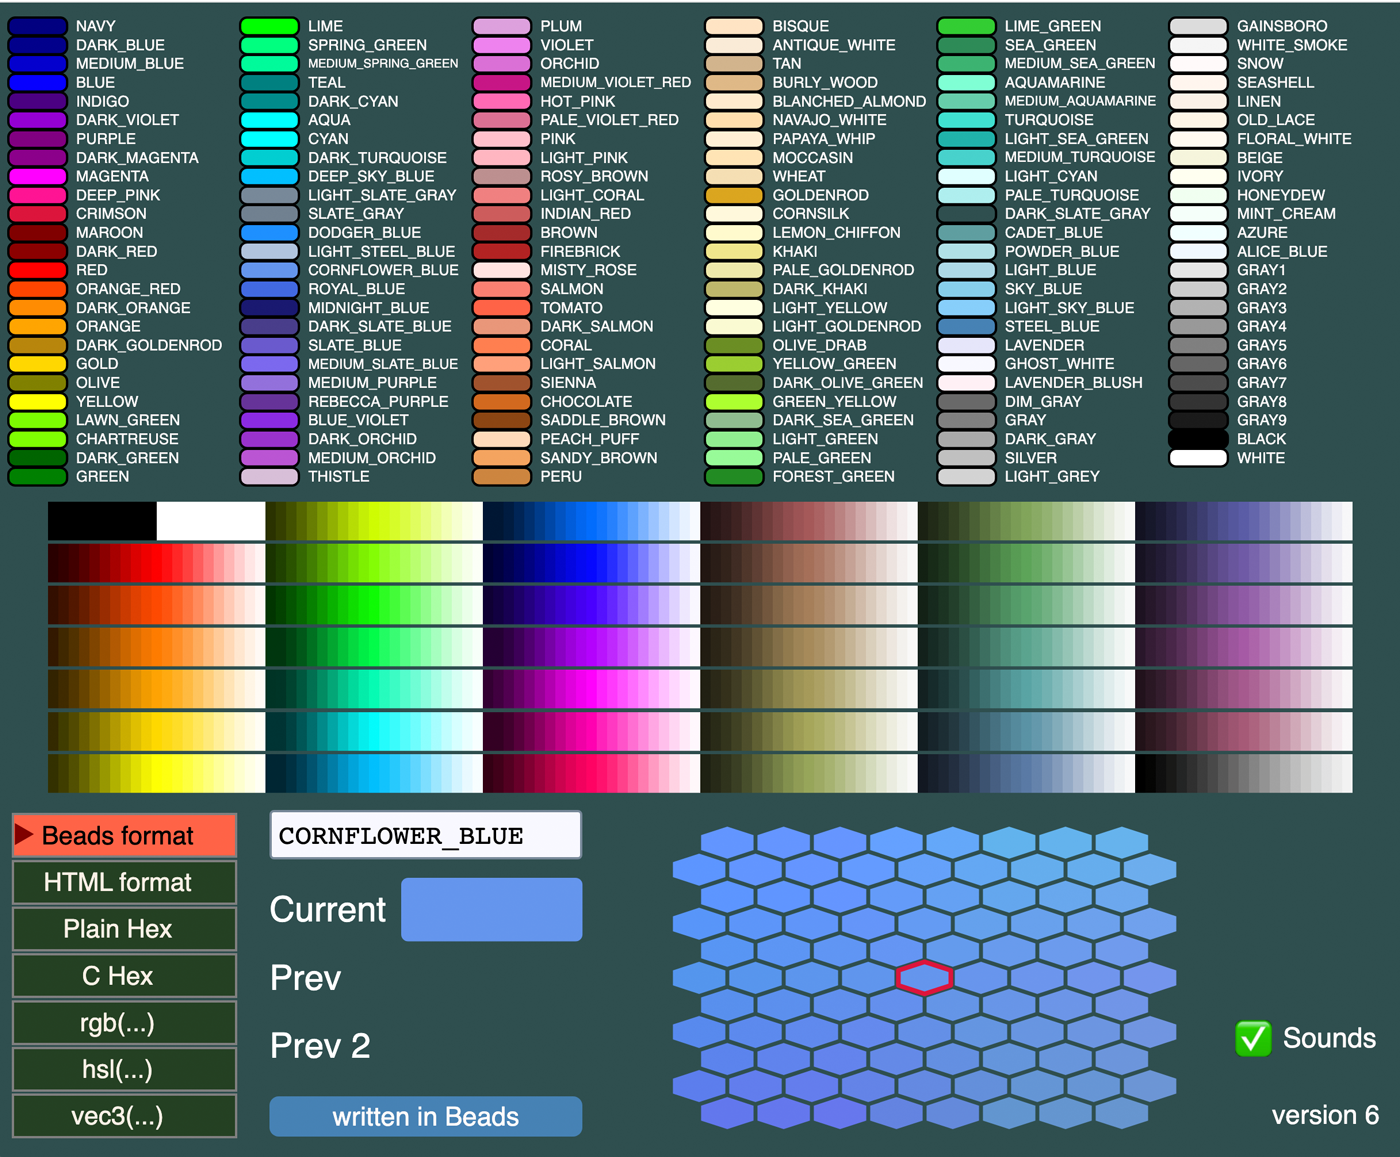 NAVY
DARK_BLUE
MEDIUM_BLUE
BLUE
INDIGO
DARK_VIOLET
PURPLE
DARK_MAGENTA
MAGENTA
DEEP_PINK
CRIMSON
MAROON
DARK_RED
RED
ORANGE_RED
DARK_ORANGE
ORANGE
DARK_GOLDENROD
GOLD
OLIVE
YELLOW
LAWN_GREEN
CHARTREUSE
DARK_GREEN
GREEN
LIME
SPRING_GREEN
MEDIUM_SPRING_GREEN
TEAL
DARK_CYAN
AQUA
CYAN
DARK_TURQUOISE
DEEP_SKY_BLUE
LIGHT_SLATE_GRAY
SLATE_GRAY
DODGER_BLUE
LIGHT_STEEL_BLUE
CORNFLOWER_BLUE
ROYAL_BLUE
MIDNIGHT_BLUE
DARK_SLATE_BLUE
SLATE_BLUE
MEDIUM_SLATE_BLUE
MEDIUM_PURPLE
REBECCA_PURPLE
BLUE_VIOLET
DARK_ORCHID
MEDIUM_ORCHID
THISTLE
PLUM
VIOLET
ORCHID
MEDIUM_VIOLET_RED
HOT_PINK
PALE_VIOLET_RED
PINK
LIGHT_PINK
ROSY_BROWN
LIGHT_CORAL
INDIAN_RED
BROWN
FIREBRICK
MISTY_ROSE
SALMON
TOMATO
DARK_SALMON
CORAL
LIGHT_SALMON
SIENNA
CHOCOLATE
SADDLE_BROWN
PEACH_PUFF
SANDY_BROWN
PERU
BISQUE
ANTIQUE_WHITE
TAN
BURLY_WOOD
BLANCHED_ALMOND
NAVAJO_WHITE
PAPAYA_WHIP
MOCCASIN
WHEAT
GOLDENROD
CORNSILK
LEMON_CHIFFON
KHAKI
PALE_GOLDENROD
DARK_KHAKI
LIGHT_YELLOW
LIGHT_GOLDENROD
OLIVE_DRAB
YELLOW_GREEN
DARK_OLIVE_GREEN
GREEN_YELLOW
DARK_SEA_GREEN
LIGHT_GREEN
PALE_GREEN
FOREST_GREEN
LIME_GREEN
SEA_GREEN
MEDIUM_SEA_GREEN
AQUAMARINE
MEDIUM_AQUAMARINE
TURQUOISE
LIGHT_SEA_GREEN
MEDIUM_TURQUOISE
LIGHT_CYAN
PALE_TURQUOISE
DARK_SLATE_GRAY
CADET_BLUE
POWDER_BLUE
LIGHT_BLUE
SKY_BLUE
LIGHT_SKY_BLUE
STEEL_BLUE
LAVENDER
GHOST_WHITE
LAVENDER_BLUSH
DIM_GRAY
GRAY
DARK_GRAY
SILVER
LIGHT_GREY
GAINSBORO
WHITE_SMOKE
SNOW
SEASHELL
LINEN
OLD_LACE
FLORAL_WHITE
BEIGE
IVORY
HONEYDEW
MINT_CREAM
AZURE
ALICE_BLUE
GRAY1
GRAY2
GRAY3
GRAY4
GRAY5
GRAY6
GRAY7
GRAY8
GRAY9
BLACK
WHITE
Beads format
HTML format
Plain Hex
C Hex
rgb(...)
hsl(...)
vec3(...)
CORNFLOWER_BLUE
Current
Prev
Prev 2
written in Beads
Sounds
version 6